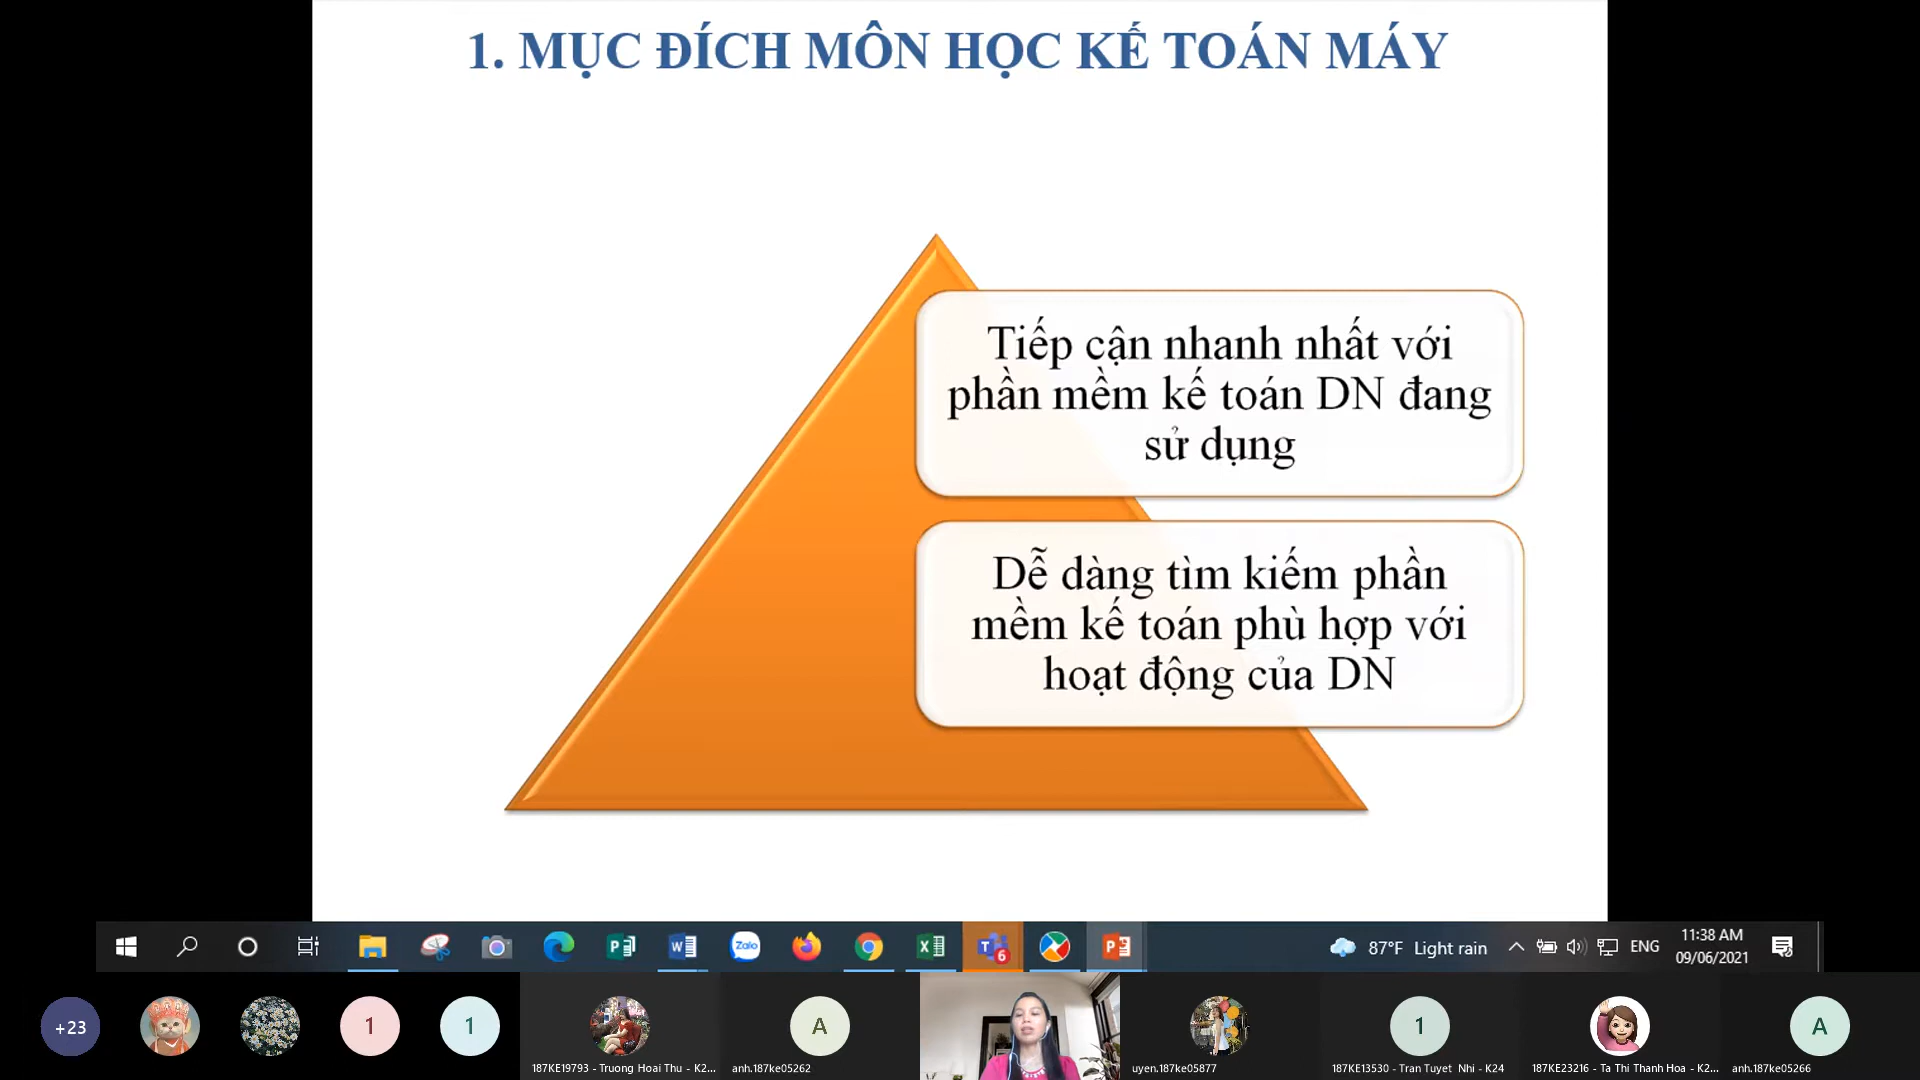 1. MỤC ĐÍCH MÔN HỌC KẾ TOÁN MÁY
Tiếp cận nhanh nhất với
phần mềm kế toán DN đang
sử dụng
Dễ dàng tìm kiếm phần
mềm kế toán phù hợp với
hoạt động của DN
Zalo
6
87°F Light rain
ENG
11:38 AM
09/06/2021
+23
1
1
187KE19793 - Truong Hoai Thu - K2...
A
anh.187ke05262
uyen.187ke05877
1
187KE13530 - Tran Tuyet Nhi - K24
187KE23216 - Ta Thi Thanh Hoa - K2...
A
anh.187ke05266